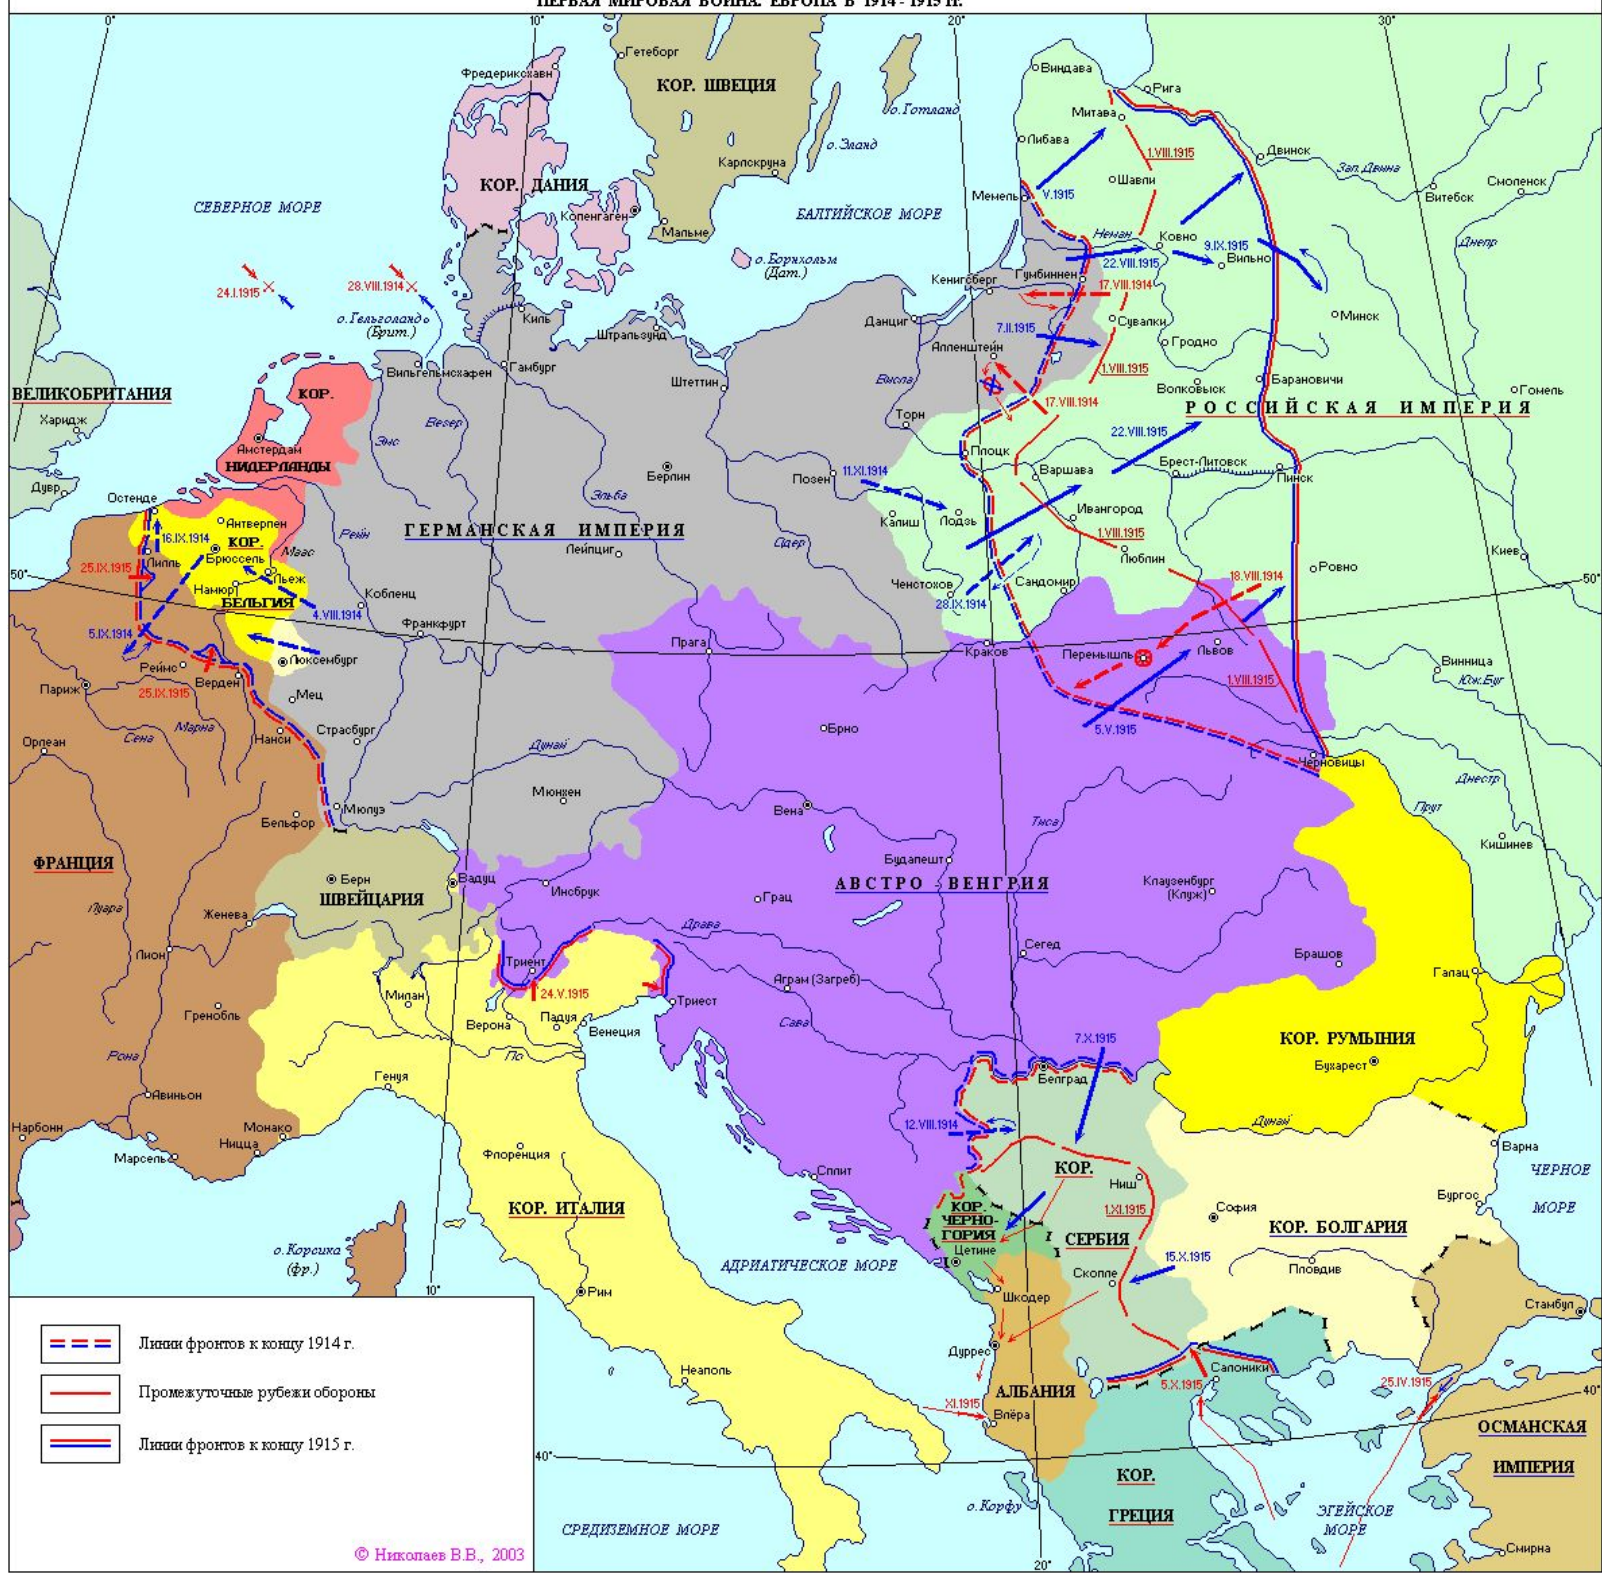 ПЕРВАЯ МИРОВАЯ ВОЙНА. ЕВРОПА В 1914 - 1915 ГГ.
0°
10°
20°
30°
Гетеборг
Фредериксхавн
КОР. ШВЕЦИЯ
о. Готланд
Виндава
Рига
Митава
Либава
о. Эланд
Карлскруна
1.VIII.1915
Двинск
Зап. Двина
Витебск
Смоленск
КОР. ДАНИЯ
Шавли
Мемель
V.1915
СЕВЕРНОЕ МОРЕ
Копенгаген
Мальме
БАЛТИЙСКОЕ МОРЕ
Неман
Ковно
9.IX.1915
Вильно
Днепр
о. Борнхольм
(Дат.)
22.VIII.1915
Кенигсберг
Гумбиннен
17.VIII.1914
24.I.1915
28.VIII.1914
о. Гельголанд
(Брит.)
Киль
Штральзунд
Данциг
7.II.1915
Сувалки
Минск
Гродно
Алленштейн
Вильгельмсхафен
Гамбург
Штеттин
Висла
1.VIII.1915
Волковыск
Барановичи
Гомель
ВЕЛИКОБРИТАНИЯ
КОР.
17.VIII.1914
РОССИЙСКАЯ ИМПЕРИЯ
Харидж
Эмс
Везер
Торн
22.VIII.1915
Амстердам
НИДЕРЛАНДЫ
Берлин
Плоцк
Варшава
Брест-Литовск
Пинск
Дувр
Остенде
Позен
11.XI.1914
Эльба
Калиш
Лодзь
Ивангород
Антверпен
ГЕРМАНСКАЯ ИМПЕРИЯ
16.IX.1914
КОР.
Рейн
1.VIII.1915
Одер
Лейпциг
Маас
Брюссель
Лилль
25.IX.1915
Люблин
Киев
Ровно
50°
50°
Льеж
Намюр
БЕЛЬГИЯ
Кобленц
4.VIII.1914
Ченстохов
28.IX.1914
Сандомир
18.VIII.1914
Франкфурт
5.IX.1914
Прага
Краков
Перемышль
Львов
Люксембург
Реймс
Верден
Винница
Юж. Буг
Париж
25.IX.1915
Мец
1.VIII.1915
Марна
Сена
Нанси
Страсбург
Брно
5.V.1915
Орлеан
Дунай
Черновицы
Днестр
Мюнхен
Вена
Мюлуз
Бельфор
Тиса
Прут
Кишинев
ФРАНЦИЯ
Будапешт
Берн
Вадуц
АВСТРО - ВЕНГРИЯ
Клаузенбург
(Клуж)
ШВЕЙЦАРИЯ
Инсбрук
Грац
Луара
Женева
Драва
Сегед
Лион
Триент
Брашов
Галац
Аграм (Загреб)
Милан
24.V.1915
Триест
Гренобль
Верона
Падуя
Венеция
Сава
КОР. РУМЫНИЯ
7.X.1915
Рона
По
Бухарест
Белград
Генуя
Авиньон
12.VIII.1914
Дунай
Нарбонн
Монако
Ницца
Марсель
Варна
Флоренция
КОР.
Сплит
Ниш
ЧЕРНОЕ
МОРЕ
Бургос
КОР. ИТАЛИЯ
КОР.
ЧЕРНО-
ГОРИЯ
1.XI.1915
София
КОР. БОЛГАРИЯ
СЕРБИЯ
о. Корсика
(фр.)
Цетине
15.X.1915
АДРИАТИЧЕСКОЕ МОРЕ
Пловдив
Скопле
10°
Рим
Шкодер
Стамбул
Линии фронтов к концу 1914 г.
Дуррес
Салоники
Неаполь
5.X.1915
25.IV.1915
Промежуточные рубежи обороны
АЛБАНИЯ
40°
XI.1915
Влёра
ОСМАНСКАЯ
ИМПЕРИЯ
Линии фронтов к концу 1915 г.
40°
КОР.
ГРЕЦИЯ
о. Корфу
ЭГЕЙСКОЕ
МОРЕ
СРЕДИЗЕМНОЕ МОРЕ
Смирна
© Николаев В.В., 2003
20°